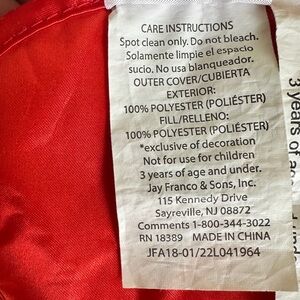 CARE INSTRUCTIONS
Spot clean only. Do not bleach.
Solamente limpie el espacio
sucio. No usa blanqueador.
OUTER COVER/CUBIERTA
EXTERIOR:
100% POLYESTER (POLIÉSTER)
FILL/RELLENO:
100% POLYESTER (POLIÉSTER)
*exclusive of decoration
Not for use for children
3 years of age and under.
Jay Franco & Sons, Inc.
115 Kennedy Drive
Sayreville, NJ 08872
Comments 1-800-344-3022
RN 18389 MADE IN CHINA
JFA18-01/22L041964
3 years of age